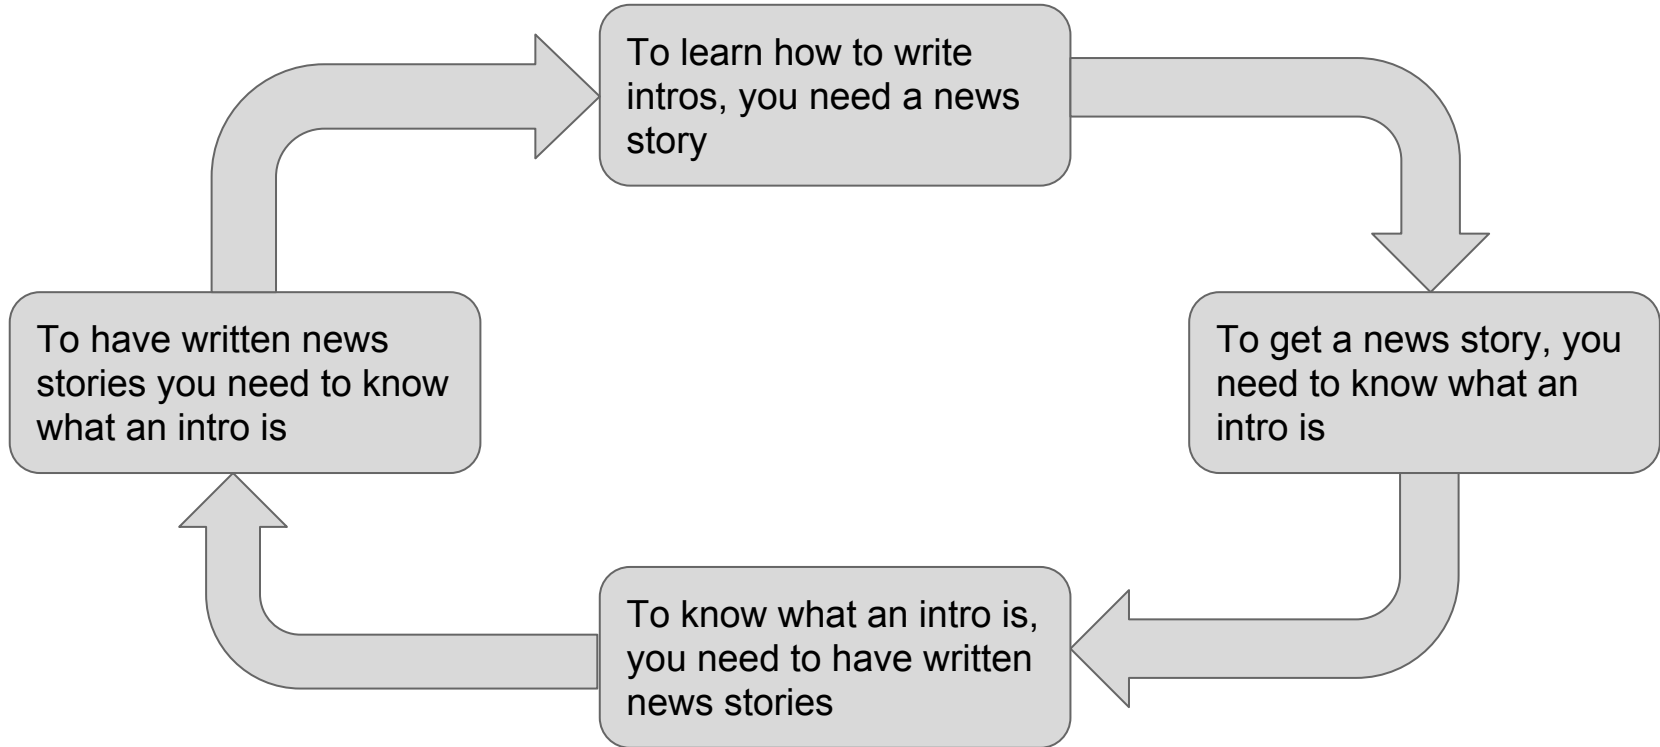 To learn how to write
intros, you need a news
story
To get a news story, you
need to know what an
intro is
To know what an intro is,
you need to have written
news stories
To have written news
stories you need to know
what an intro is